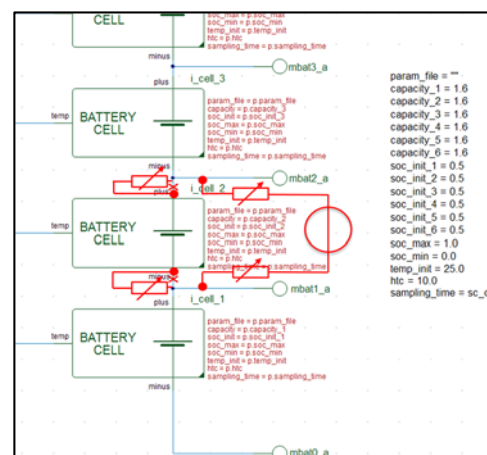 BATTERY
CELL
soc_max = p.soc_max
soc_min = p.soc_min
temp_init = p.temp_init
htc = p.htc
sampling_time = p.sampling_time
minus
mbat3_a
plus
i_cell_3
temp
BATTERY
CELL
param_file = p.param_file
capacity = p.capacity_3
soc_init = p.soc_init_3
soc_max = p.soc_max
soc_min = p.soc_min
temp_init = p.temp_init
htc = p.htc
sampling_time = p.sampling_time
minus
mbat2_a
plus
i_cell_2
temp
BATTERY
CELL
param_file = p.param_file
capacity = p.capacity_2
soc_init = p.soc_init_2
soc_max = p.soc_max
soc_min = p.soc_min
temp_init = p.temp_init
htc = p.htc
sampling_time = p.sampling_time
minus
mbat1_a
plus
i_cell_1
temp
BATTERY
CELL
param_file = p.param_file
capacity = p.capacity_1
soc_init = p.soc_init_1
soc_max = p.soc_max
soc_min = p.soc_min
temp_init = p.temp_init
htc = p.htc
sampling_time = p.sampling_time
minus
mbat0_a
param_file = ""
capacity_1 = 1.6
capacity_2 = 1.6
capacity_3 = 1.6
capacity_4 = 1.6
capacity_5 = 1.6
capacity_6 = 1.6
soc_init_1 = 0.5
soc_init_2 = 0.5
soc_init_3 = 0.5
soc_init_4 = 0.5
soc_init_5 = 0.5
soc_init_6 = 0.5
soc_max = 1.0
soc_min = 0.0
temp_init = 25.0
htc = 10.0
sampling_time = sc_